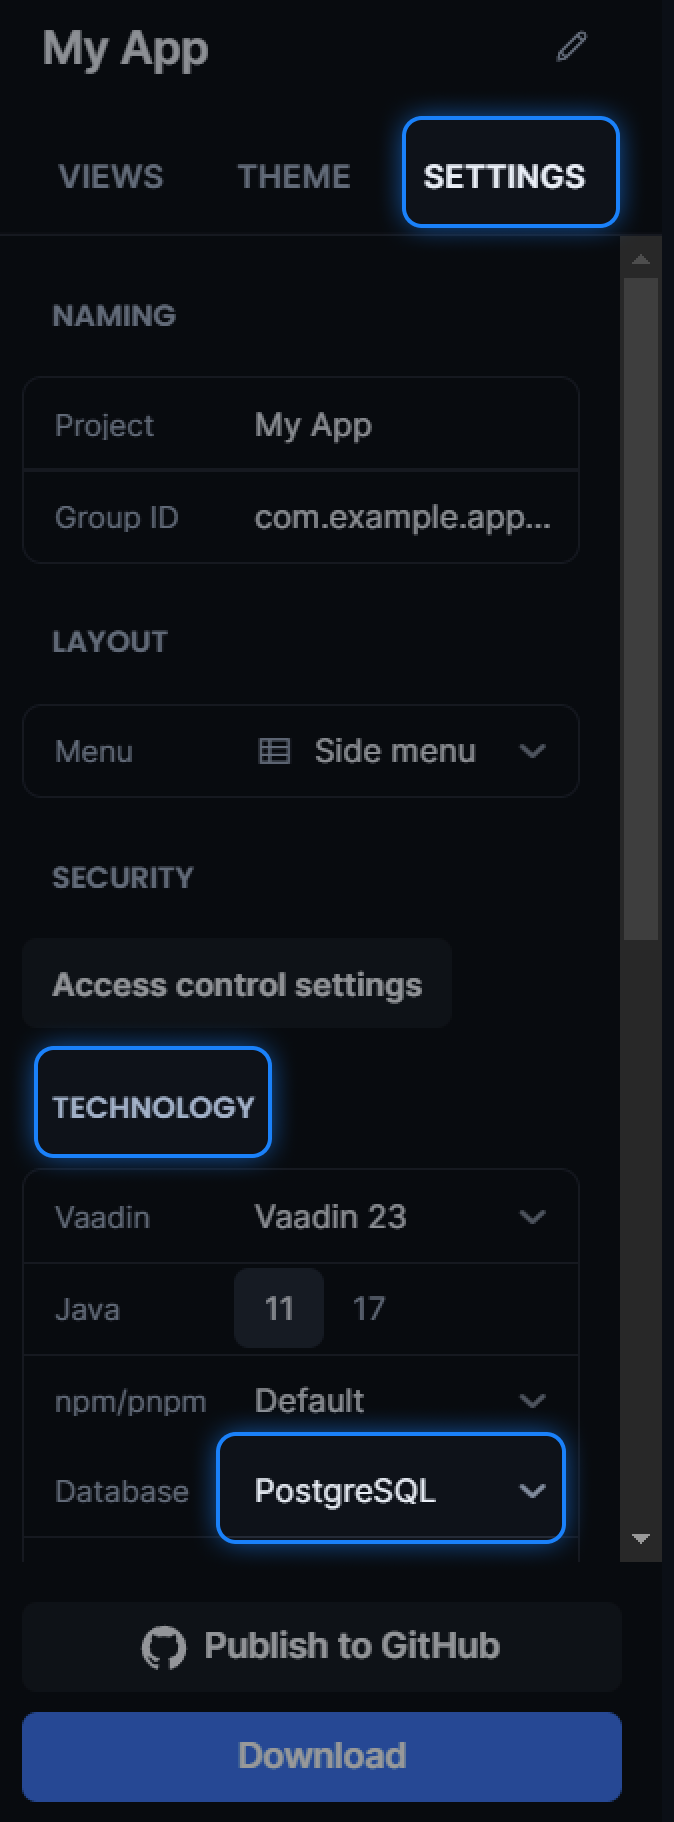 My App
VIEWS THEME SETTINGS
NAMING
Project My App
Group ID com.example.app...
LAYOUT
Menu Side menu
SECURITY
Access control settings
TECHNOLOGY
Vaadin Vaadin 23
Java 11 17
npm/pnpm Default
Database PostgreSQL
Publish to GitHub
Download